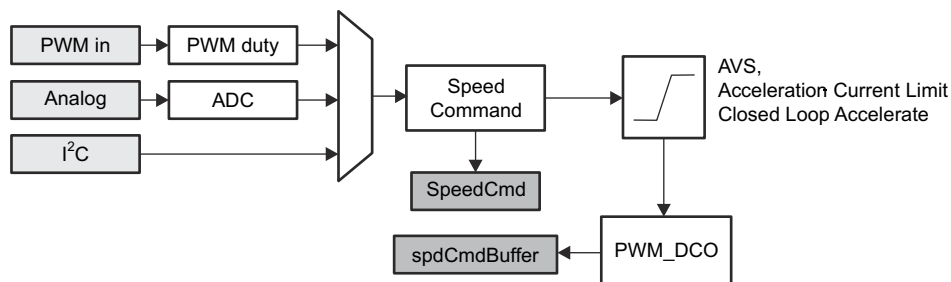 PWM in
PWM duty
Analog
ADC
I²C
Speed
Command
SpeedCmd
AVS,
Acceleration Current Limit
Closed Loop Accelerate
PWM_DCO
spdCmdBuffer